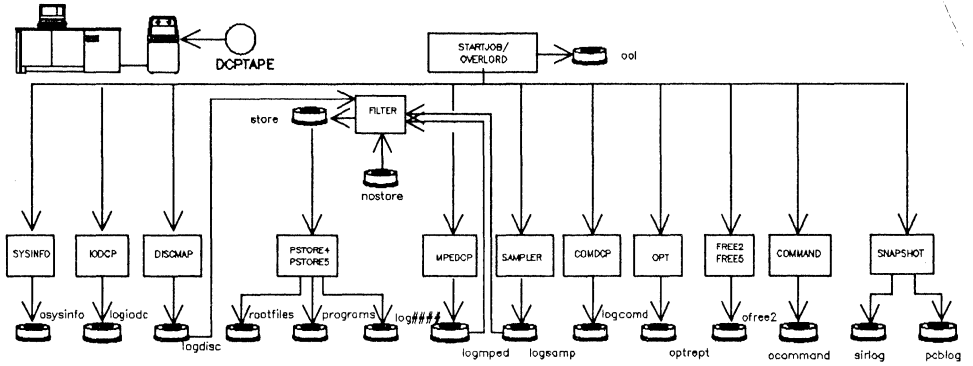 DCPTAPE
STARTJOB/
OVERLORD
ool
store
FILTER
nostore
SYSINFO
IODCP
DISCMAP
PSTORE4
PSTORE5
MPEDCP
SAMPLER
COMDCP
OPT
FREE2
FREE5
COMMAND
SNAPSHOT
osysinfo
logiodc
logdisc
rootfiles
programs
log####
logmped
logsamp
logcomd
optrept
ofree2
ocommand
sirlog
pcblog